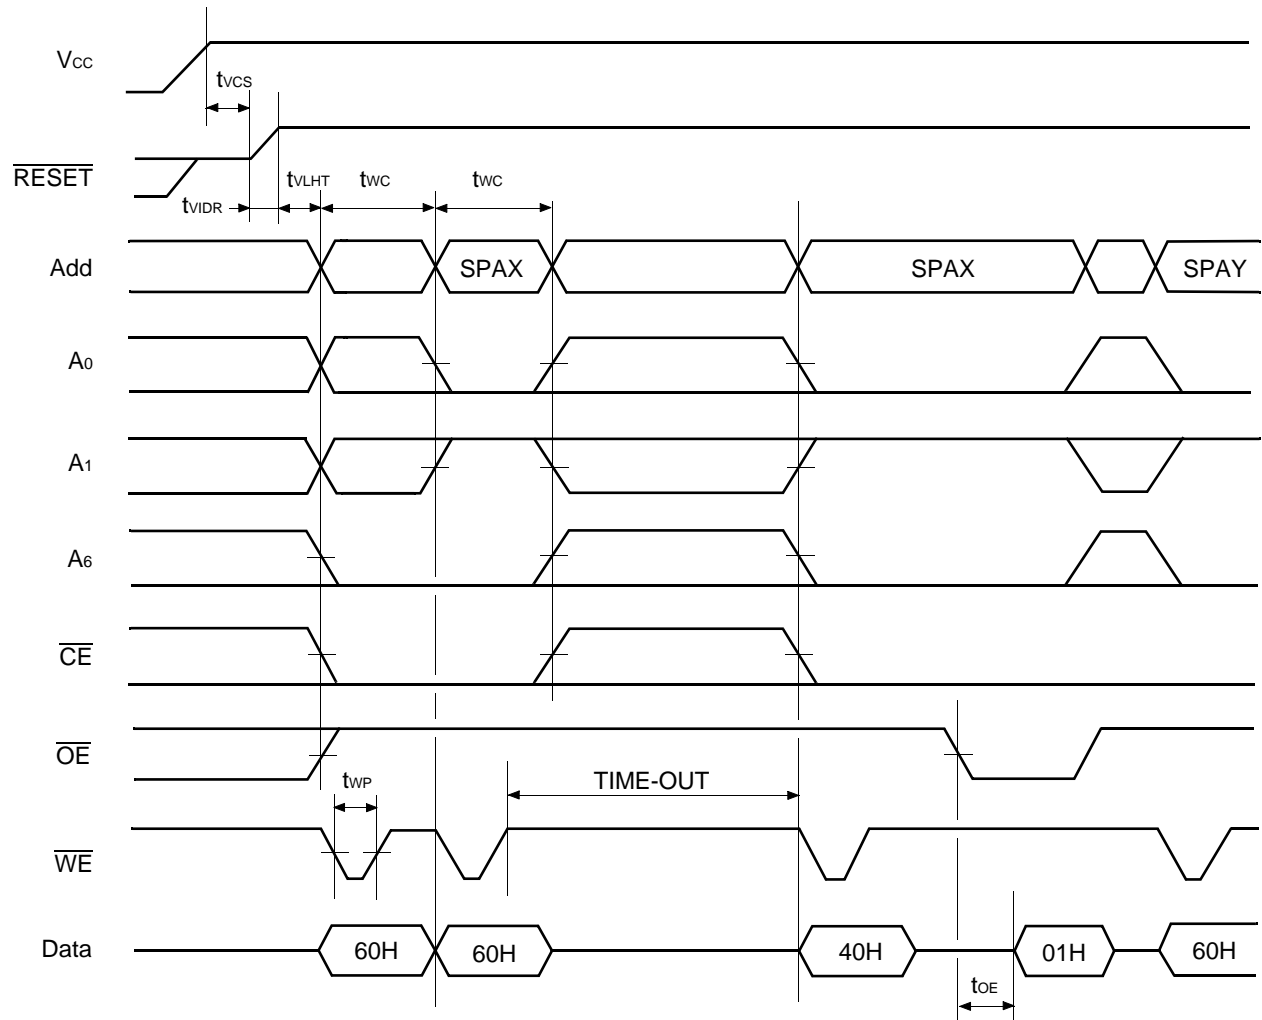 VCC
tVCS
RESET
tVLHT
tWC
tWC
tVIDR
Add
SPAX
SPAX
SPAY
A0
A1
A6
CE
OE
tWP
TIME-OUT
WE
Data
60H
60H
40H
01H
60H
tOE